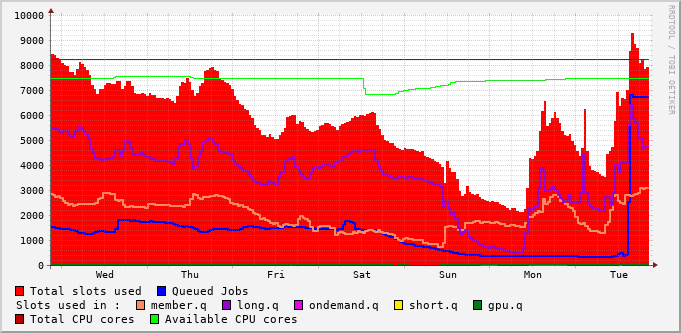 10000
9000
8000
7000
6000
5000
4000
3000
2000
1000
0
Wed Thu Fri Sat Sun Mon Tue
RRDTOOL / TOBI OETIKER
Total slots used Queued Jobs
Slots used in : member.q long.q ondemand.q short.q gpu.q
Total CPU cores Available CPU cores